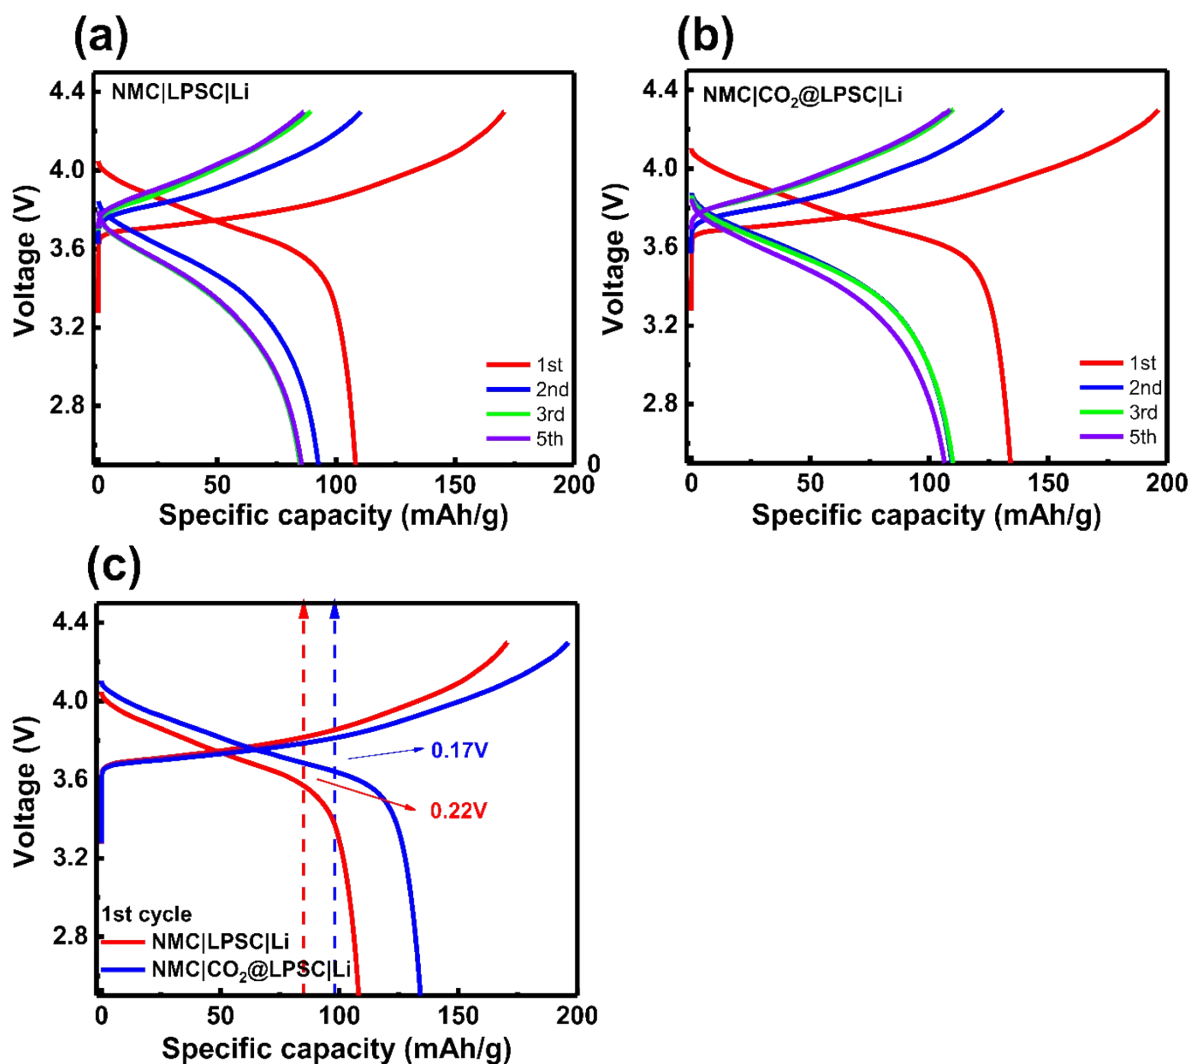 (a)
NMC|LPSC|Li
4.4
4.0
3.6
3.2
2.8
Voltage (V)
1st
2nd
3rd
5th
0 50 100 150 200
Specific capacity (mAh/g)
(b)
NMC|CO₂@LPSC|Li
4.4
4.0
3.6
3.2
2.8
0
Voltage (V)
1st
2nd
3rd
5th
0 50 100 150 200
Specific capacity (mAh/g)
(c)
4.4
4.0
3.6
3.2
2.8
Voltage (V)
0.17V
0.22V
1st cycle
NMC|LPSC|Li
NMC|CO₂@LPSC|Li
0 50 100 150 200
Specific capacity (mAh/g)